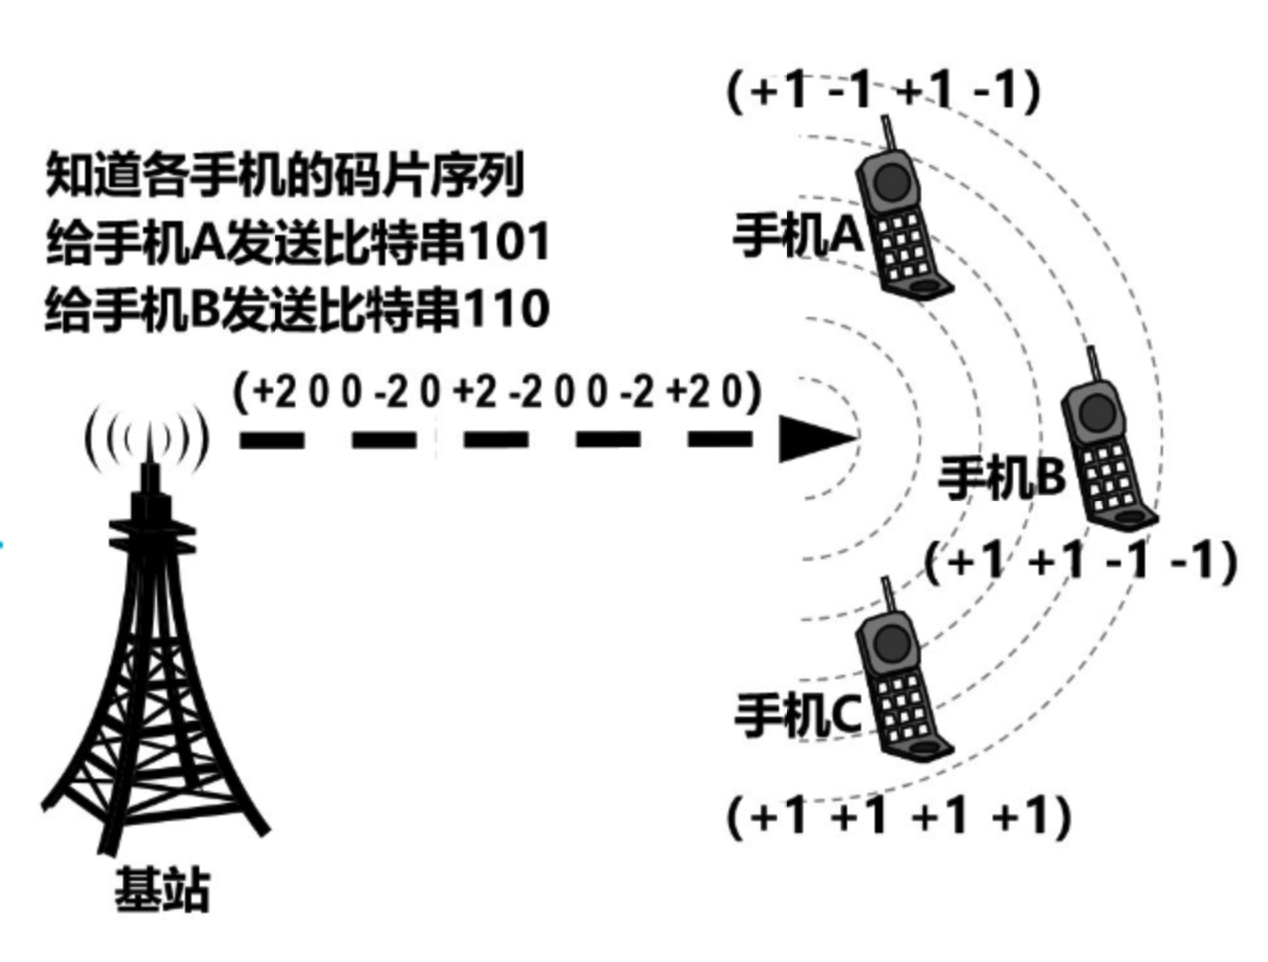 (+1 -1 +1 -1)
知道各手机的码片序列
给手机A发送比特串101
手机A
给手机B发送比特串110
(+2 0 0 -2 0 +2 -2 0 0 -2 +2 0)
手机B
(+1 +1 -1 -1)
手机C
(+1 +1 +1 +1)
基站